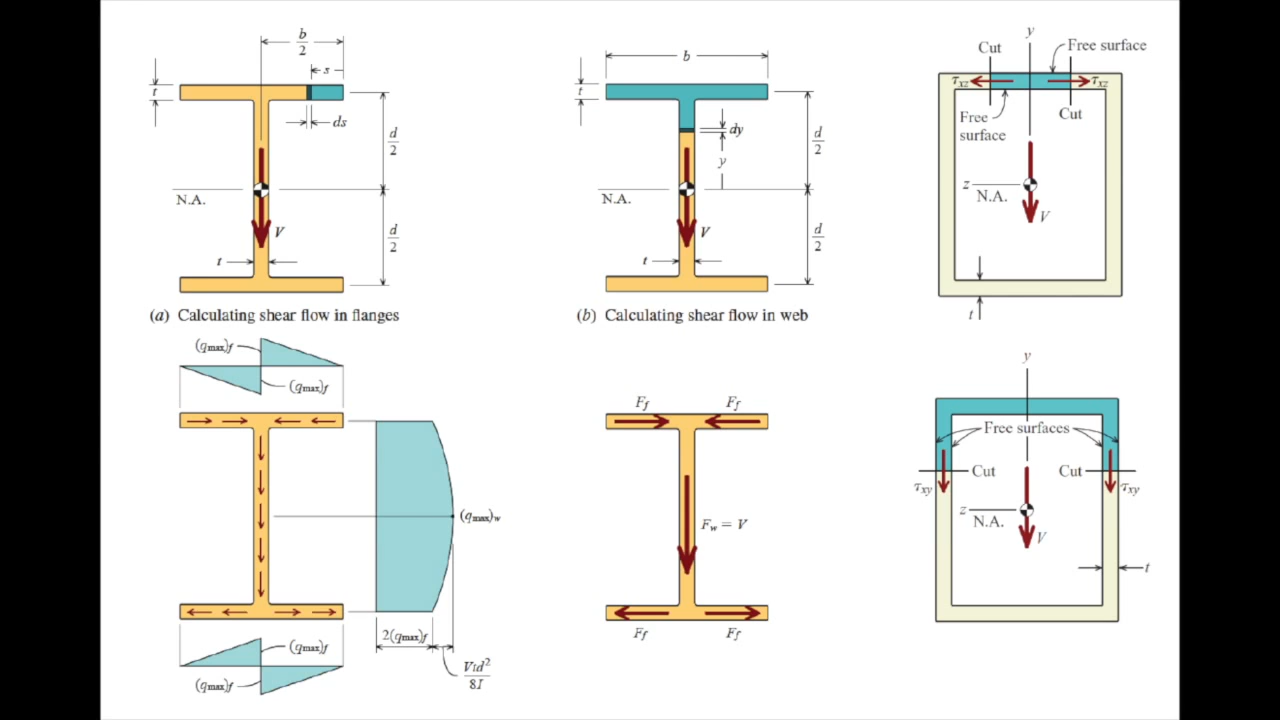 b/2
s
t
ds
d/2
N.A.
V
d/2
t
(a) Calculating shear flow in flanges
b
t
dy
d/2
y
N.A.
V
d/2
t
(b) Calculating shear flow in web
y
Cut
Free surface
τxz
τxz
Free
surface
Cut
z
N.A.
V
t
(qmax)f
(qmax)f
(qmax)w
2(qmax)f
Vtd²/8I
(qmax)f
(qmax)f
Ff
Ff
Fw = V
Ff
Ff
y
Free surfaces
Cut
Cut
τxy
τxy
z
N.A.
V
t